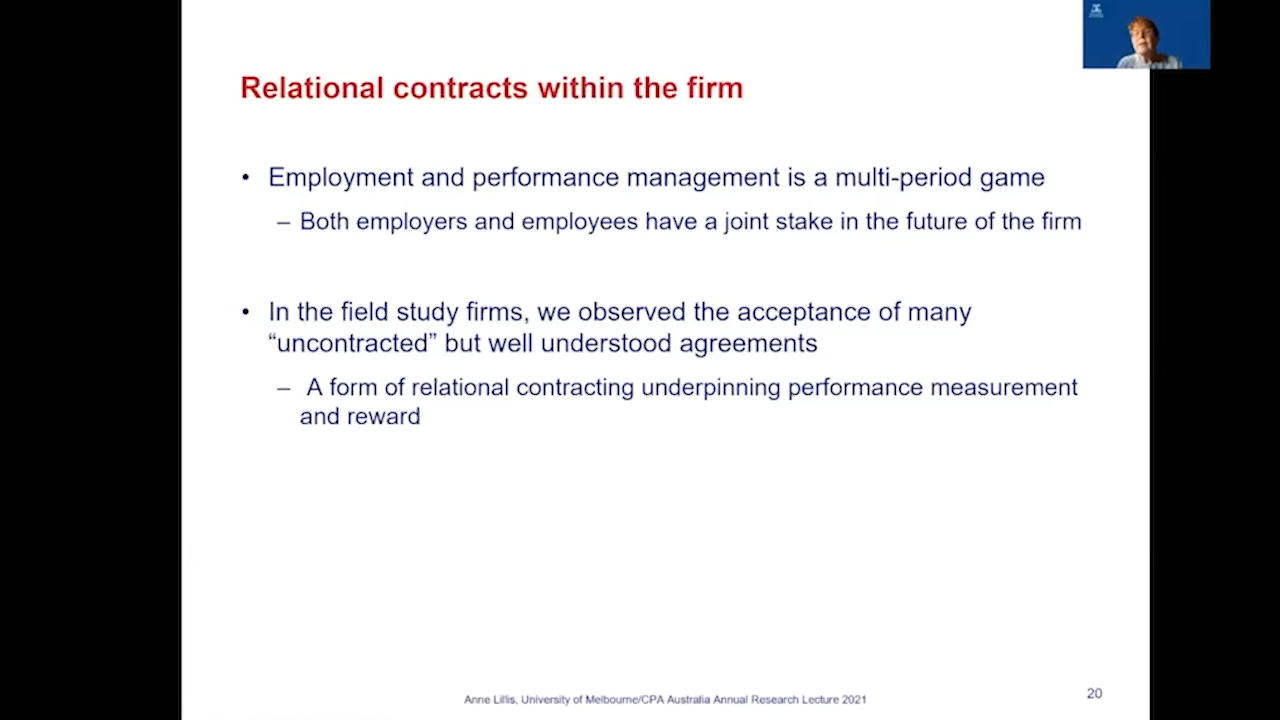 Relational contracts within the firm
• Employment and performance management is a multi-period game
– Both employers and employees have a joint stake in the future of the firm
• In the field study firms, we observed the acceptance of many
“uncontracted” but well understood agreements
– A form of relational contracting underpinning performance measurement
and reward
Anne Lillis, University of Melbourne/CPA Australia Annual Research Lecture 2021
20